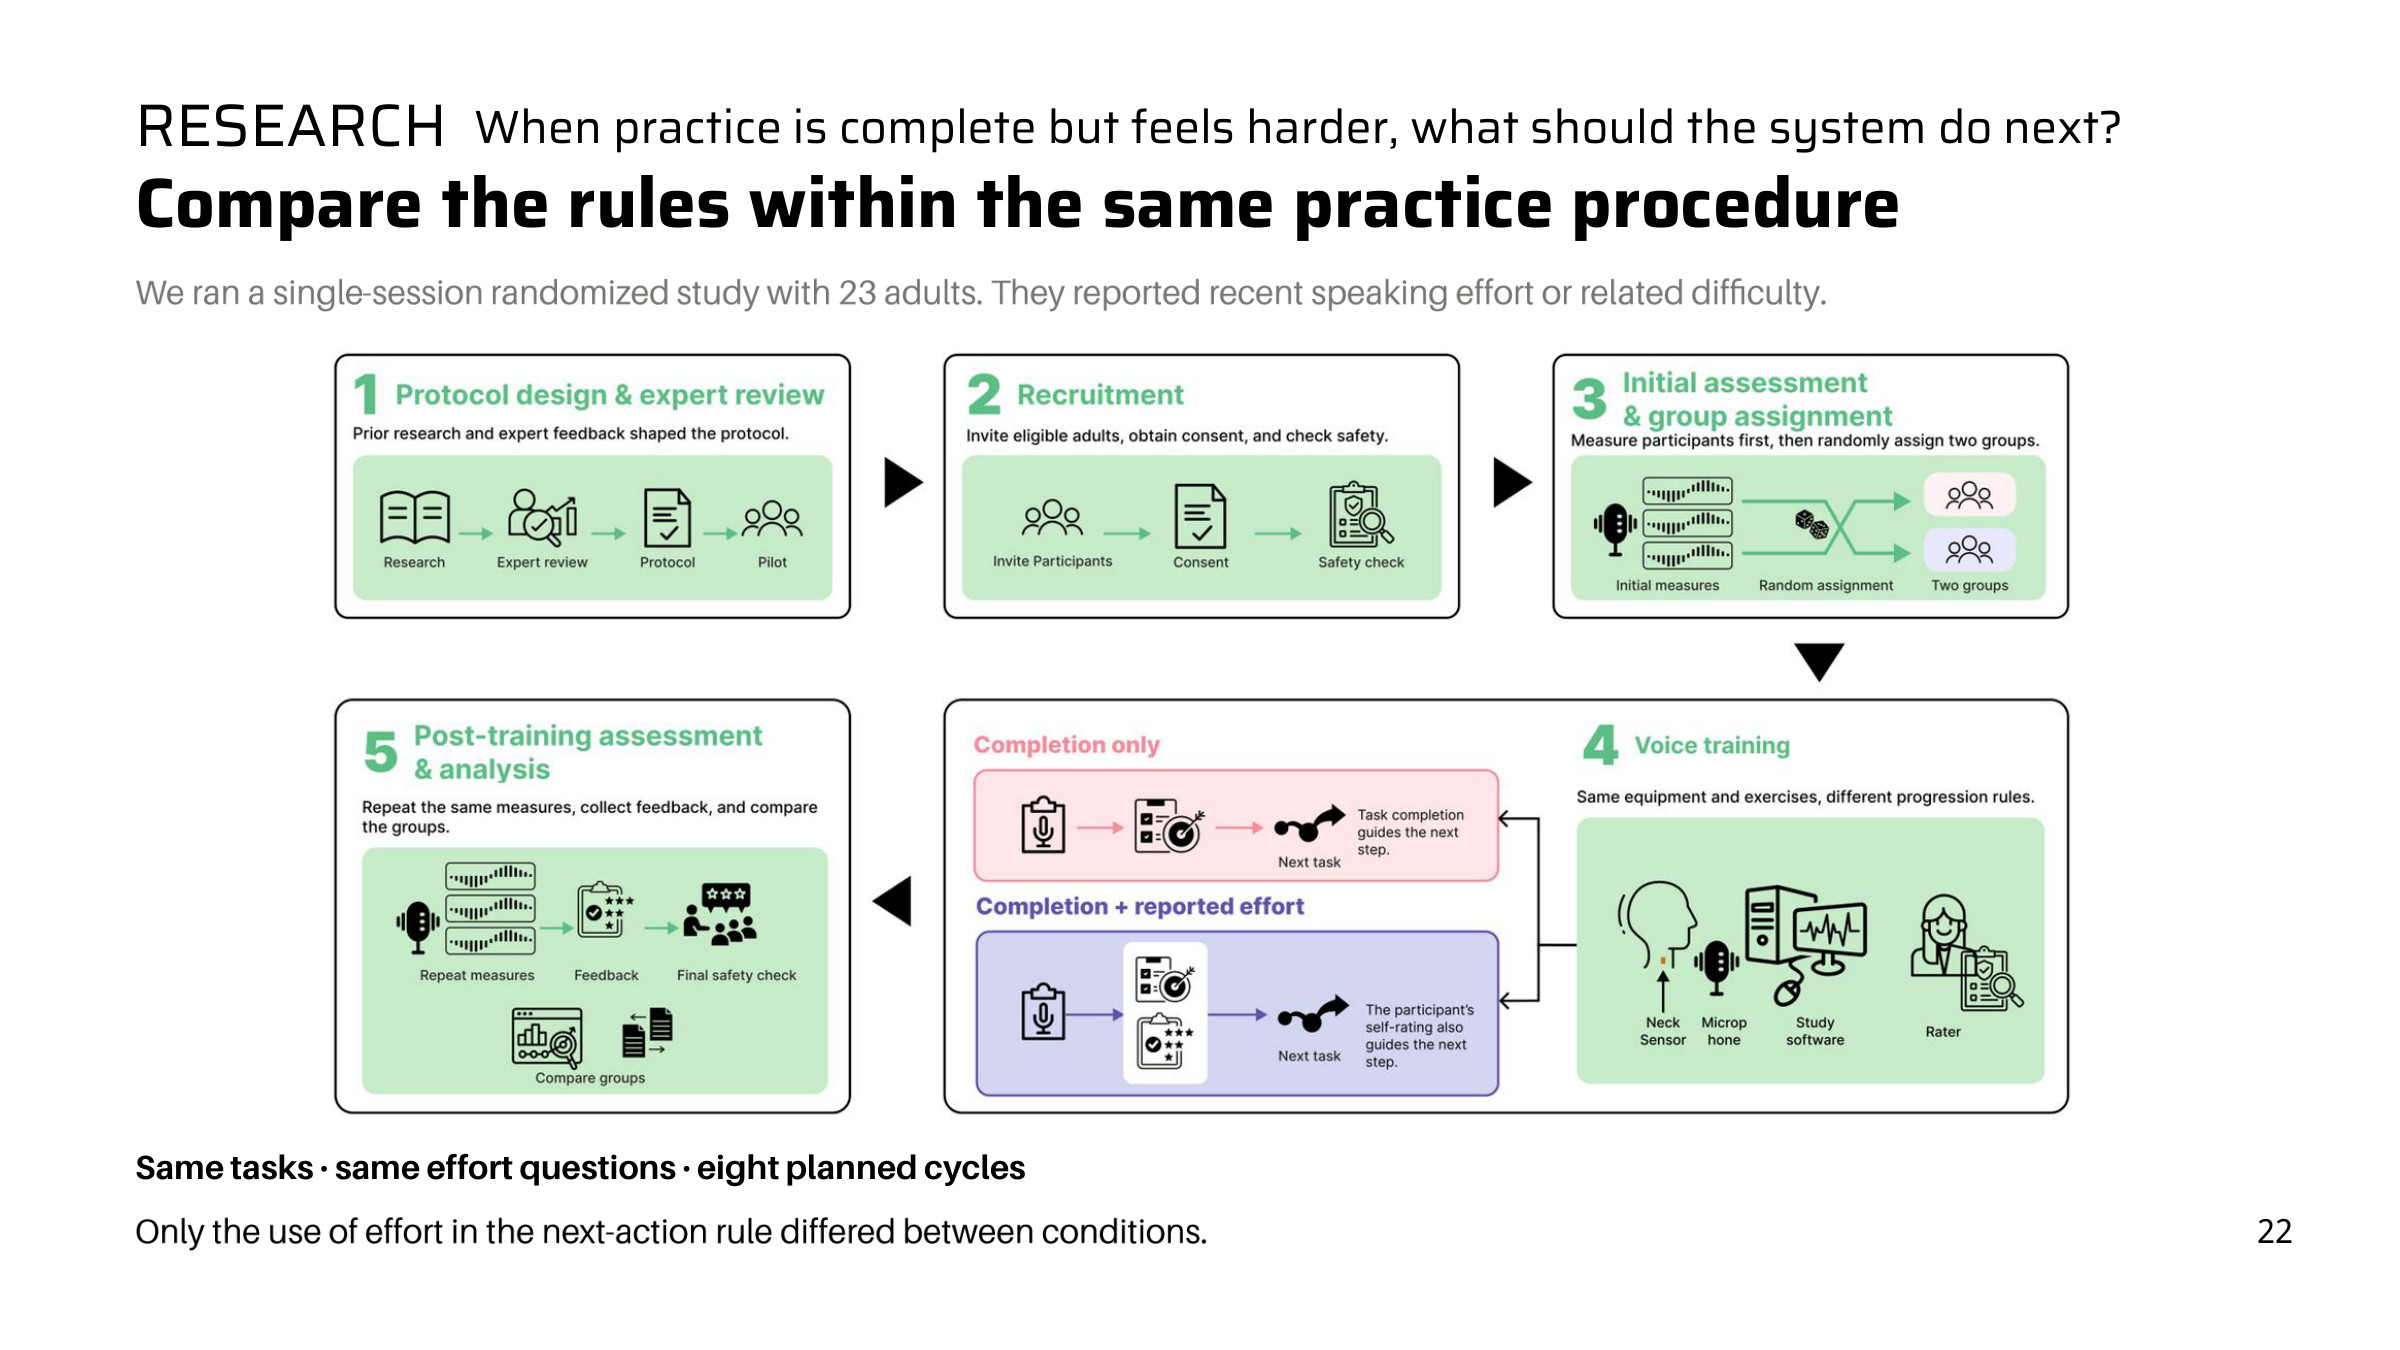 RESEARCH When practice is complete but feels harder, what should the system do next?
Compare the rules within the same practice procedure
We ran a single-session randomized study with 23 adults. They reported recent speaking effort or related difficulty.
1 Protocol design & expert review
Prior research and expert feedback shaped the protocol.
Research
Expert review
Protocol
Pilot
2 Recruitment
Invite eligible adults, obtain consent, and check safety.
Invite Participants
Consent
Safety check
3 Initial assessment
& group assignment
Measure participants first, then randomly assign two groups.
Initial measures
Random assignment
Two groups
4 Voice training
Same equipment and exercises, different progression rules.
Neck
Sensor
Microp
hone
Study
software
Rater
Completion only
Task completion
guides the next
step.
Next task
Completion + reported effort
The participant's
self-rating also
guides the next
step.
Next task
5 Post-training assessment
& analysis
Repeat the same measures, collect feedback, and compare
the groups.
Repeat measures
Feedback
Final safety check
Compare groups
Same tasks · same effort questions · eight planned cycles
Only the use of effort in the next-action rule differed between conditions.
22